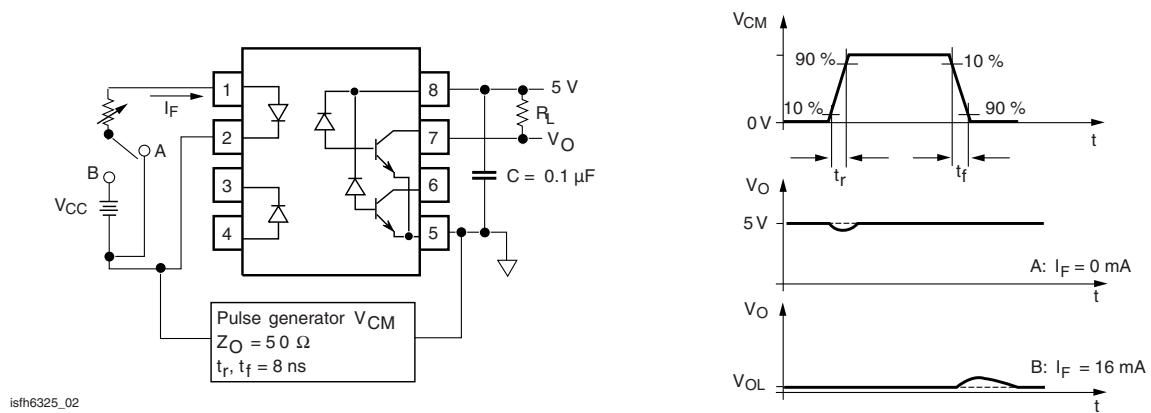 1
2
3
4
8
7
6
5
I_F
A
B
V_CC
5 V
R_L
V_O
C = 0.1 µF
Pulse generator V_CM
Z_O = 50 Ω
t_r, t_f = 8 ns
isfh6325_02
V_CM
90 %
10 %
10 %
90 %
0 V
t
t_r
t_f
V_O
5 V
A: I_F = 0 mA
t
V_O
B: I_F = 16 mA
V_OL
t